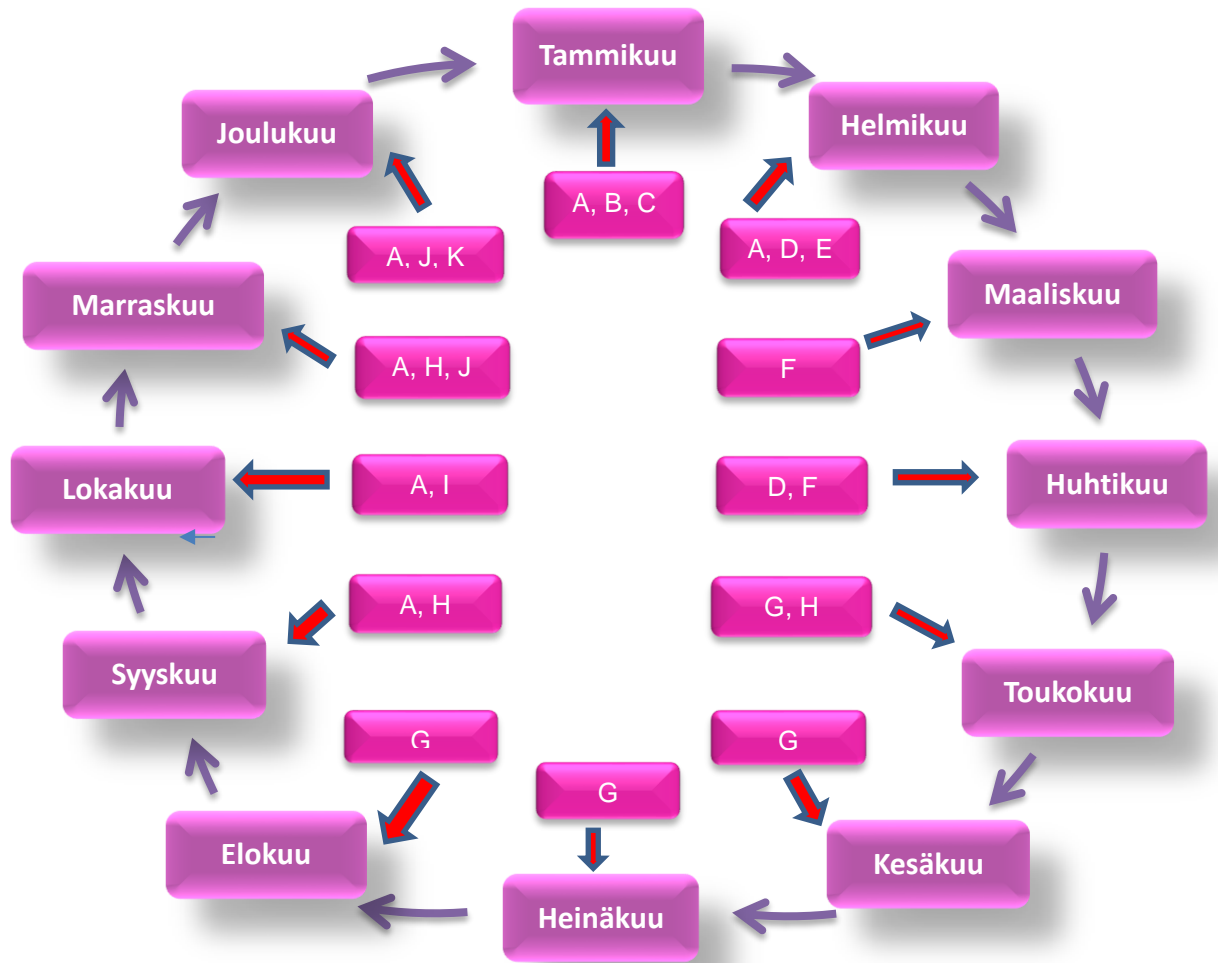 Tammikuu
Joulukuu
Helmikuu
A, B, C
A, J, K
A, D, E
Marraskuu
Maaliskuu
A, H, J
F
Lokakuu
A, I
D, F
Huhtikuu
A, H
G, H
Syyskuu
Toukokuu
G
G
G
Elokuu
Kesäkuu
Heinäkuu